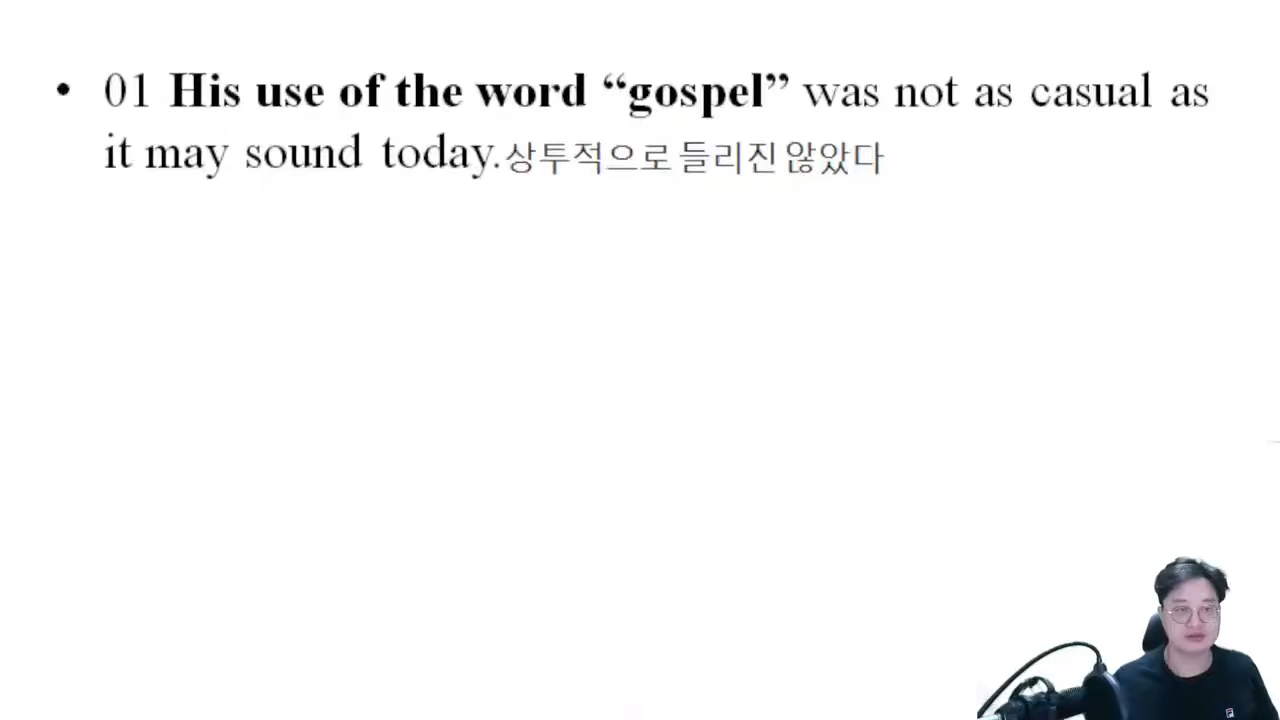 • 01 His use of the word “gospel” was not as casual as
it may sound today.상투적으로 들리진 않았다